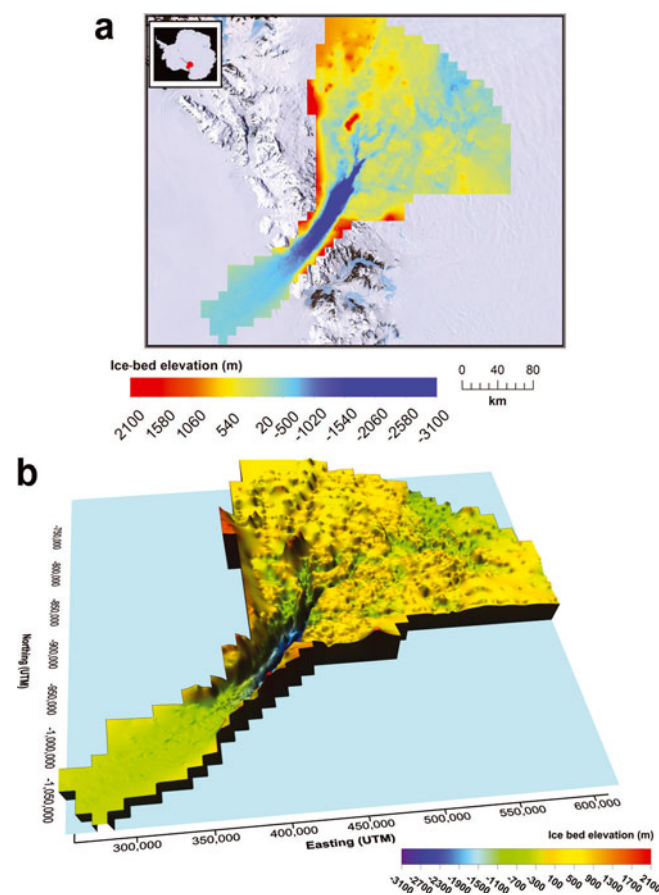 a
Ice-bed elevation (m)
2100 1580 1060 540 20 -500 -1020 -1540 -2060 -2580 -3100
0 40 80
km
b
-750,000
-800,000
-850,000
-900,000
-950,000
-1,000,000
-1,050,000
Northing (UTM)
300,000 350,000 400,000 450,000 500,000 550,000 600,000
Easting (UTM)
Ice bed elevation (m)
-3100 -2700 -2300 -1900 -1500 -1100 -700 -300 100 500 900 1300 1700 2100